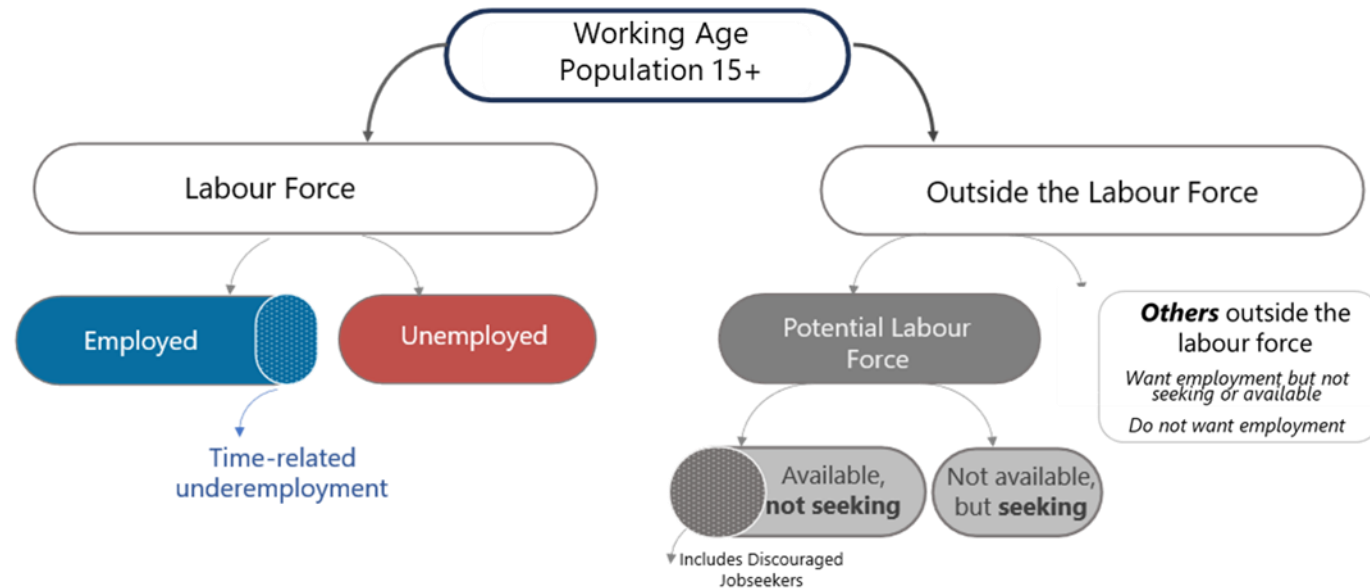 Working Age
Population 15+
Labour Force
Outside the Labour Force
Employed
Unemployed
Potential Labour
Force
Others outside the
labour force
Want employment but not
seeking or available
Do not want employment
Time-related
underemployment
Available,
not seeking
Not available,
but seeking
Includes Discouraged
Jobseekers